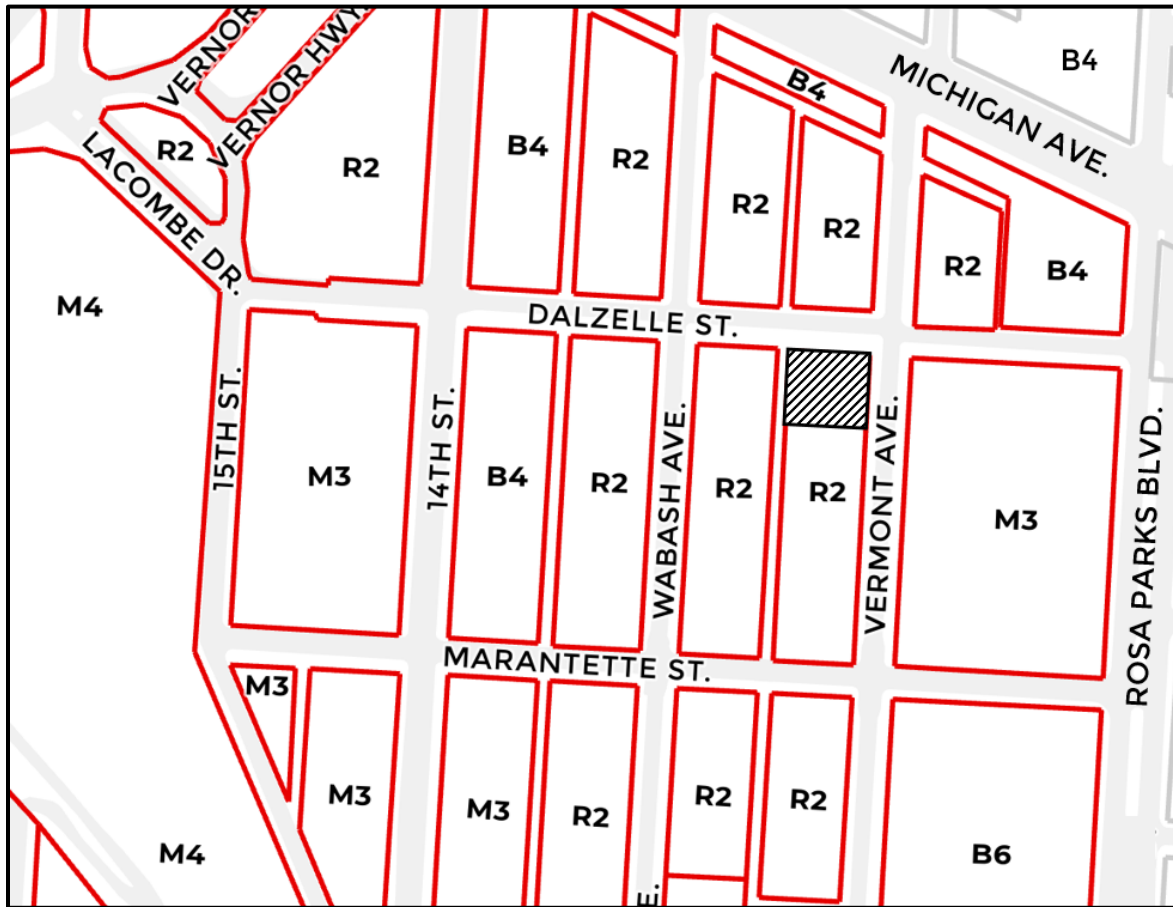 VERNOR
VERNOR HWY.
B4
MICHIGAN AVE.
B4
R2
LACOMBE DR.
R2
B4
R2
R2
R2
R2
B4
M4
DALZELLE ST.
15TH ST.
14TH ST.
WABASH AVE.
VERMONT AVE.
ROSA PARKS BLVD.
M3
B4
R2
R2
R2
M3
MARANTETTE ST.
M3
M3
M3
R2
R2
R2
B6
M4
E.